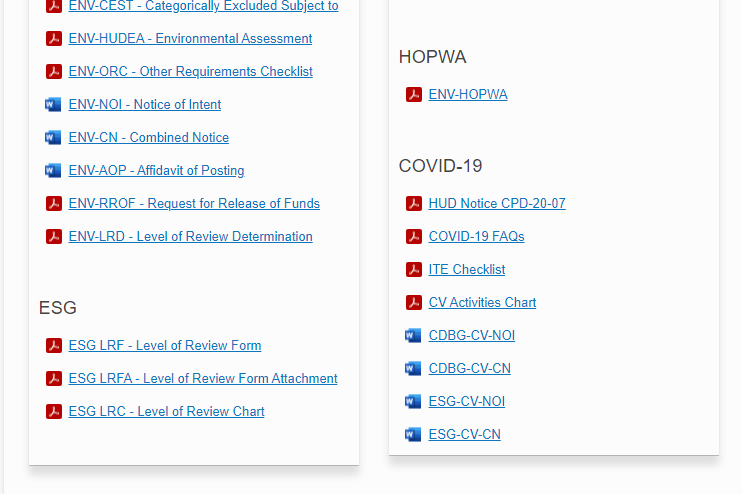 ENV-CEST - Categorically Excluded Subject to
ENV-HUDEA - Environmental Assessment
ENV-ORC - Other Requirements Checklist
ENV-NOI - Notice of Intent
ENV-CN - Combined Notice
ENV-AOP - Affidavit of Posting
ENV-RROF - Request for Release of Funds
ENV-LRD - Level of Review Determination
ESG
ESG LRF - Level of Review Form
ESG LRFA - Level of Review Form Attachment
ESG LRC - Level of Review Chart
HOPWA
ENV-HOPWA
COVID-19
HUD Notice CPD-20-07
COVID-19 FAQs
ITE Checklist
CV Activities Chart
CDBG-CV-NOI
CDBG-CV-CN
ESG-CV-NOI
ESG-CV-CN